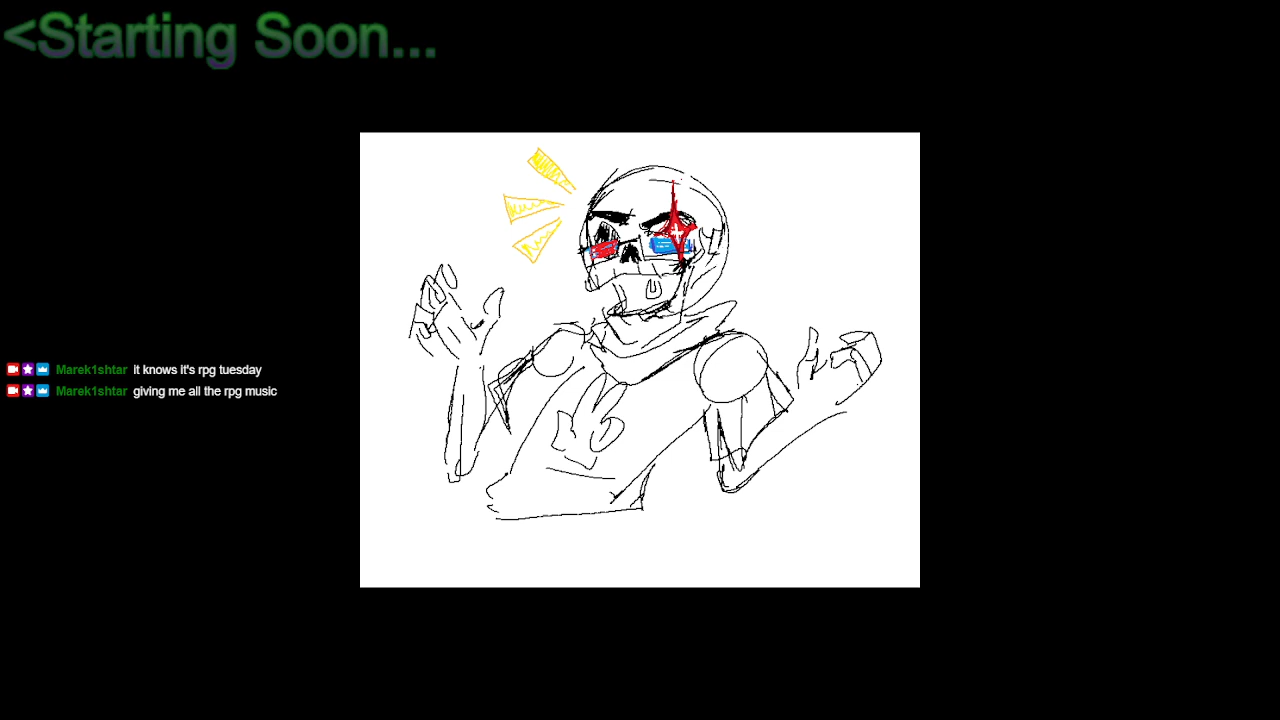 <Starting Soon...
Marek1shtar it knows it's rpg tuesday
Marek1shtar giving me all the rpg music